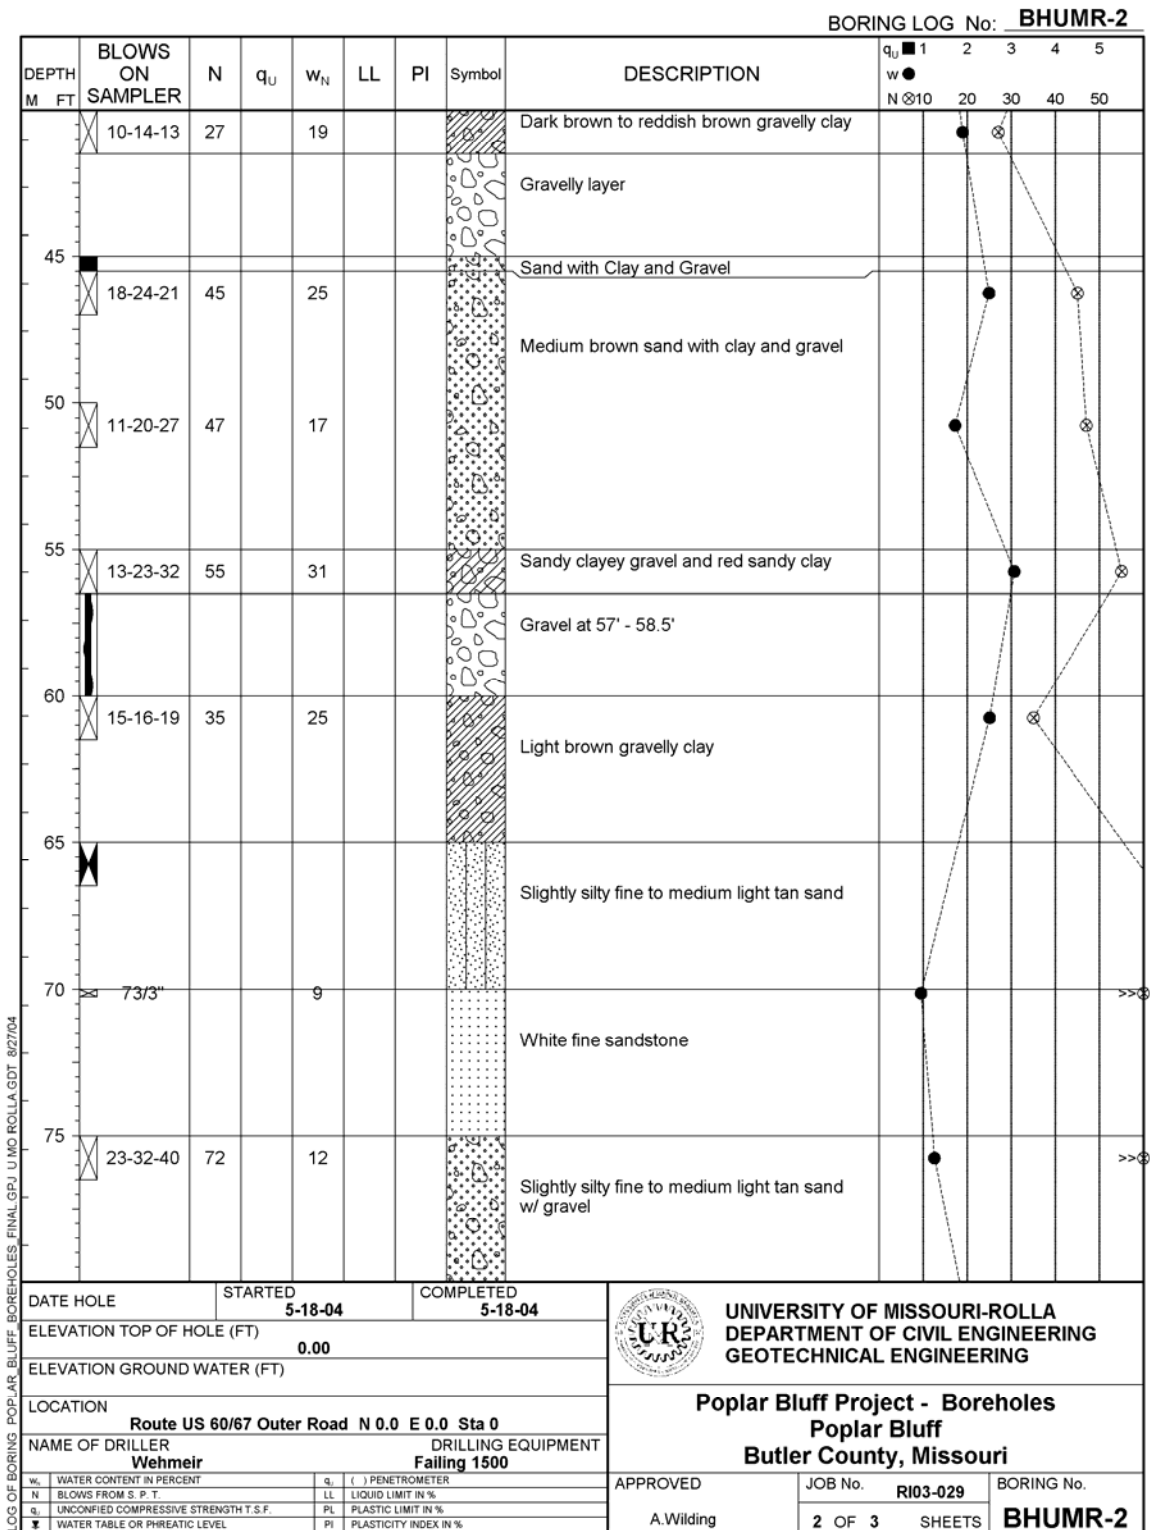 BORING LOG No: BHUMR-2
DEPTH M FT BLOWS ON SAMPLER N qU wN LL PI Symbol DESCRIPTION
qU ■ 1 2 3 4 5
w ●
N ⊗ 10 20 30 40 50
10-14-13 27 19 Dark brown to reddish brown gravelly clay
Gravelly layer
45
Sand with Clay and Gravel
18-24-21 45 25
Medium brown sand with clay and gravel
50
11-20-27 47 17
55
13-23-32 55 31 Sandy clayey gravel and red sandy clay
Gravel at 57' - 58.5'
60
15-16-19 35 25
Light brown gravelly clay
65
Slightly silty fine to medium light tan sand
70 73/3" 9 >>⊗
White fine sandstone
75
23-32-40 72 12 >>⊗
Slightly silty fine to medium light tan sand
w/ gravel
LOG OF BORING POPLAR_BLUFF_BOREHOLES_FINAL.GPJ U MO ROLLA.GDT 8/27/04
DATE HOLE STARTED 5-18-04 COMPLETED 5-18-04
ELEVATION TOP OF HOLE (FT)
0.00
ELEVATION GROUND WATER (FT)
LOCATION
Route US 60/67 Outer Road N 0.0 E 0.0 Sta 0
NAME OF DRILLER Wehmeir
DRILLING EQUIPMENT Failing 1500
wN WATER CONTENT IN PERCENT qU ( ) PENETROMETER
N BLOWS FROM S. P. T. LL LIQUID LIMIT IN %
qU UNCONFIED COMPRESSIVE STRENGTH T.S.F. PL PLASTIC LIMIT IN %
WATER TABLE OR PHREATIC LEVEL PI PLASTICITY INDEX IN %
UR
UNIVERSITY OF MISSOURI-ROLLA
DEPARTMENT OF CIVIL ENGINEERING
GEOTECHNICAL ENGINEERING
Poplar Bluff Project - Boreholes
Poplar Bluff
Butler County, Missouri
APPROVED A.Wilding
JOB No. RI03-029
2 OF 3 SHEETS
BORING No. BHUMR-2